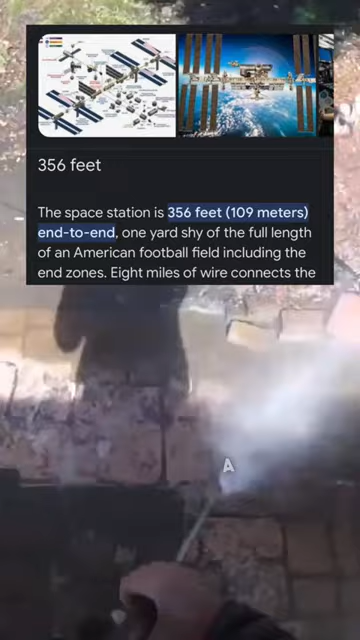 356 feet
The space station is 356 feet (109 meters)
end-to-end, one yard shy of the full length
of an American football field including the
end zones. Eight miles of wire connects the
A